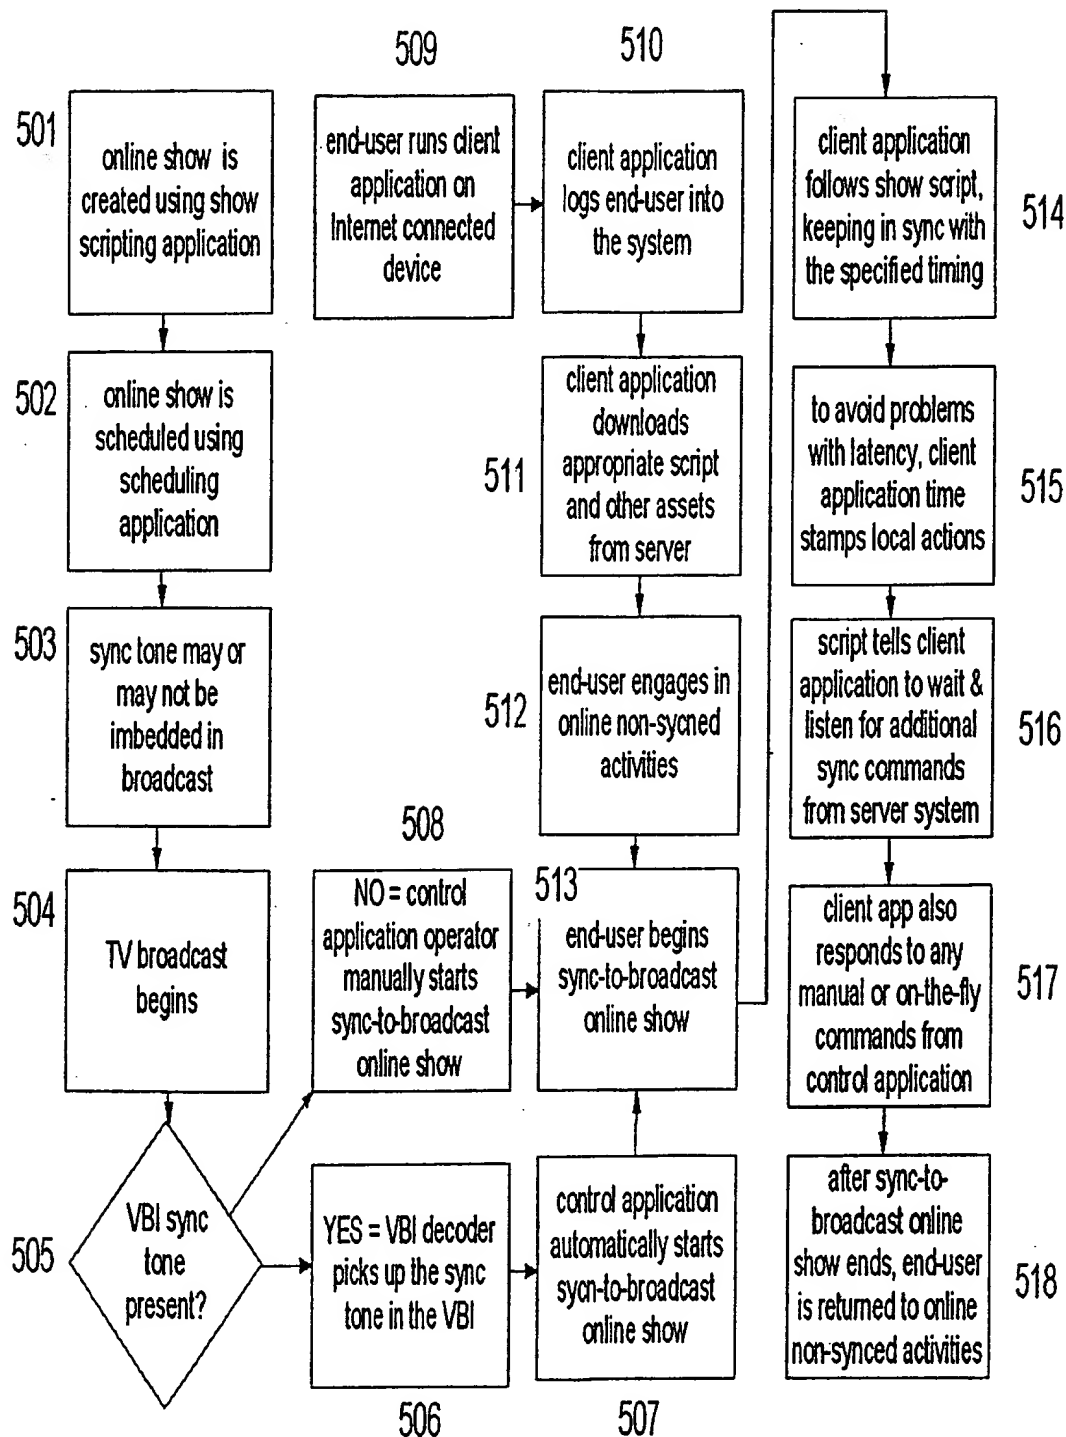 501
online show is
created using show
scripting application
502
online show is
scheduled using
scheduling
application
503
sync tone may or
may not be
imbedded in
broadcast
504
TV broadcast
begins
505
VBI sync
tone
present?
YES = VBI decoder
picks up the sync
tone in the VBI
506
control application
automatically starts
sycn-to-broadcast
online show
507
508
NO = control
application operator
manually starts
sync-to-broadcast
online show
509
end-user runs client
application on
Internet connected
device
510
client application
logs end-user into
the system
511
client application
downloads
appropriate script
and other assets
from server
512
end-user engages in
online non-sycned
activities
513
end-user begins
sync-to-broadcast
online show
client application
follows show script,
keeping in sync with
the specified timing
514
to avoid problems
with latency, client
application time
stamps local actions
515
script tells client
application to wait &
listen for additional
sync commands
from server system
516
client app also
responds to any
manual or on-the-fly
commands from
control application
517
after sync-to-
broadcast online
show ends, end-user
is returned to online
non-synced activities
518